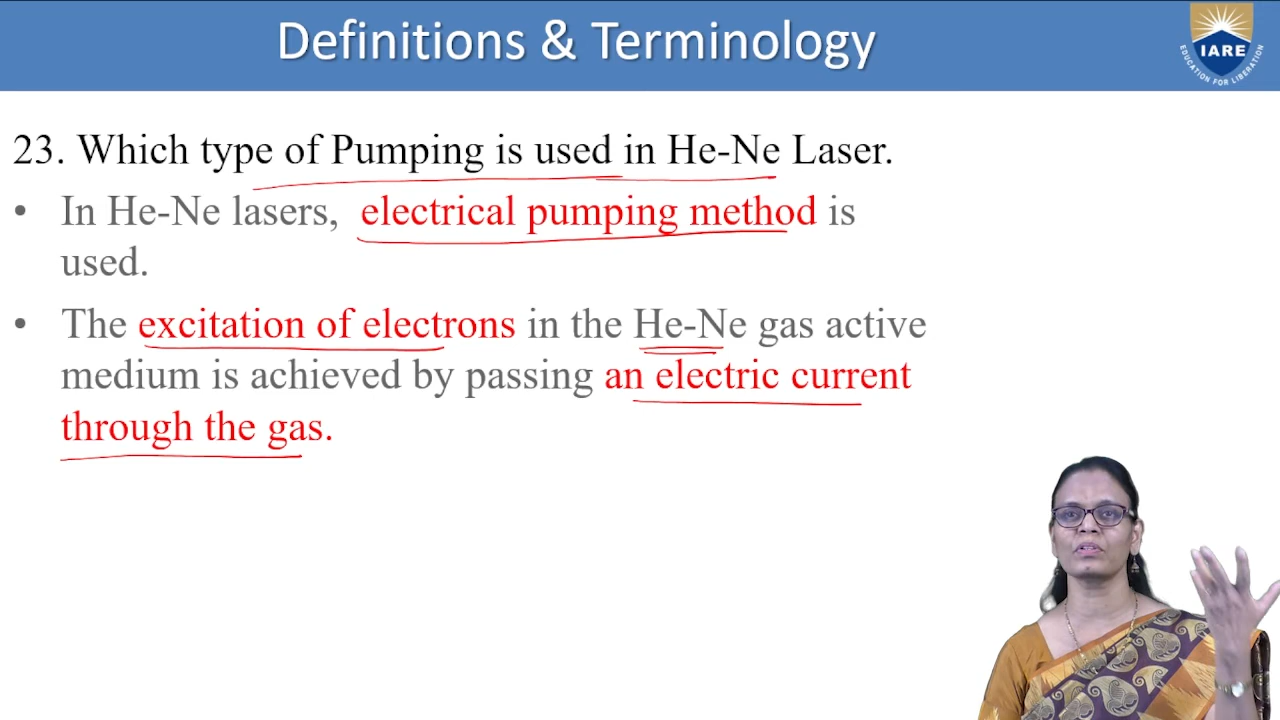 Definitions & Terminology
IARE
EDUCATION FOR LIBERATION
23. Which type of Pumping is used in He-Ne Laser.
• In He-Ne lasers, electrical pumping method is
used.
• The excitation of electrons in the He-Ne gas active
medium is achieved by passing an electric current
through the gas.